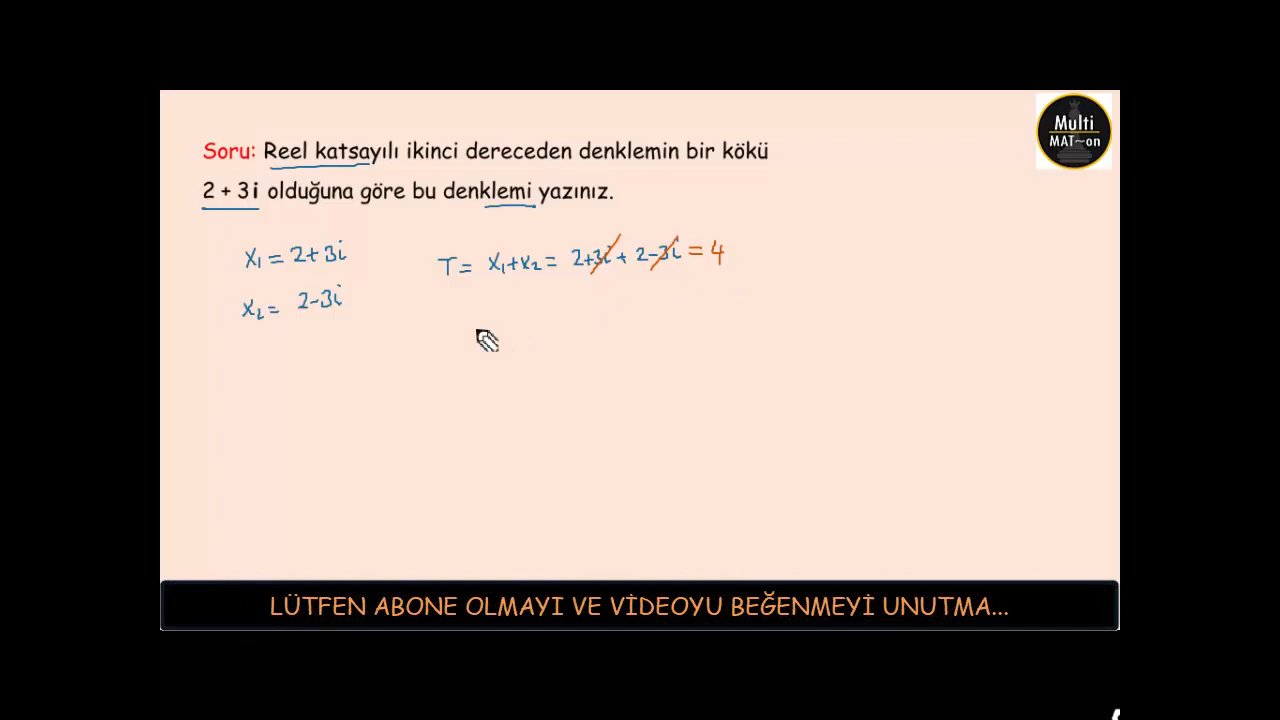 Multi
MAT~on
Soru: Reel katsayılı ikinci dereceden denklemin bir kökü
2 + 3i olduğuna göre bu denklemi yazınız.
x₁ = 2+3i
x₂ = 2-3i
T = x₁+x₂ = 2+3i + 2-3i = 4
LÜTFEN ABONE OLMAYI VE VİDEOYU BEĞENMEYİ UNUTMA...